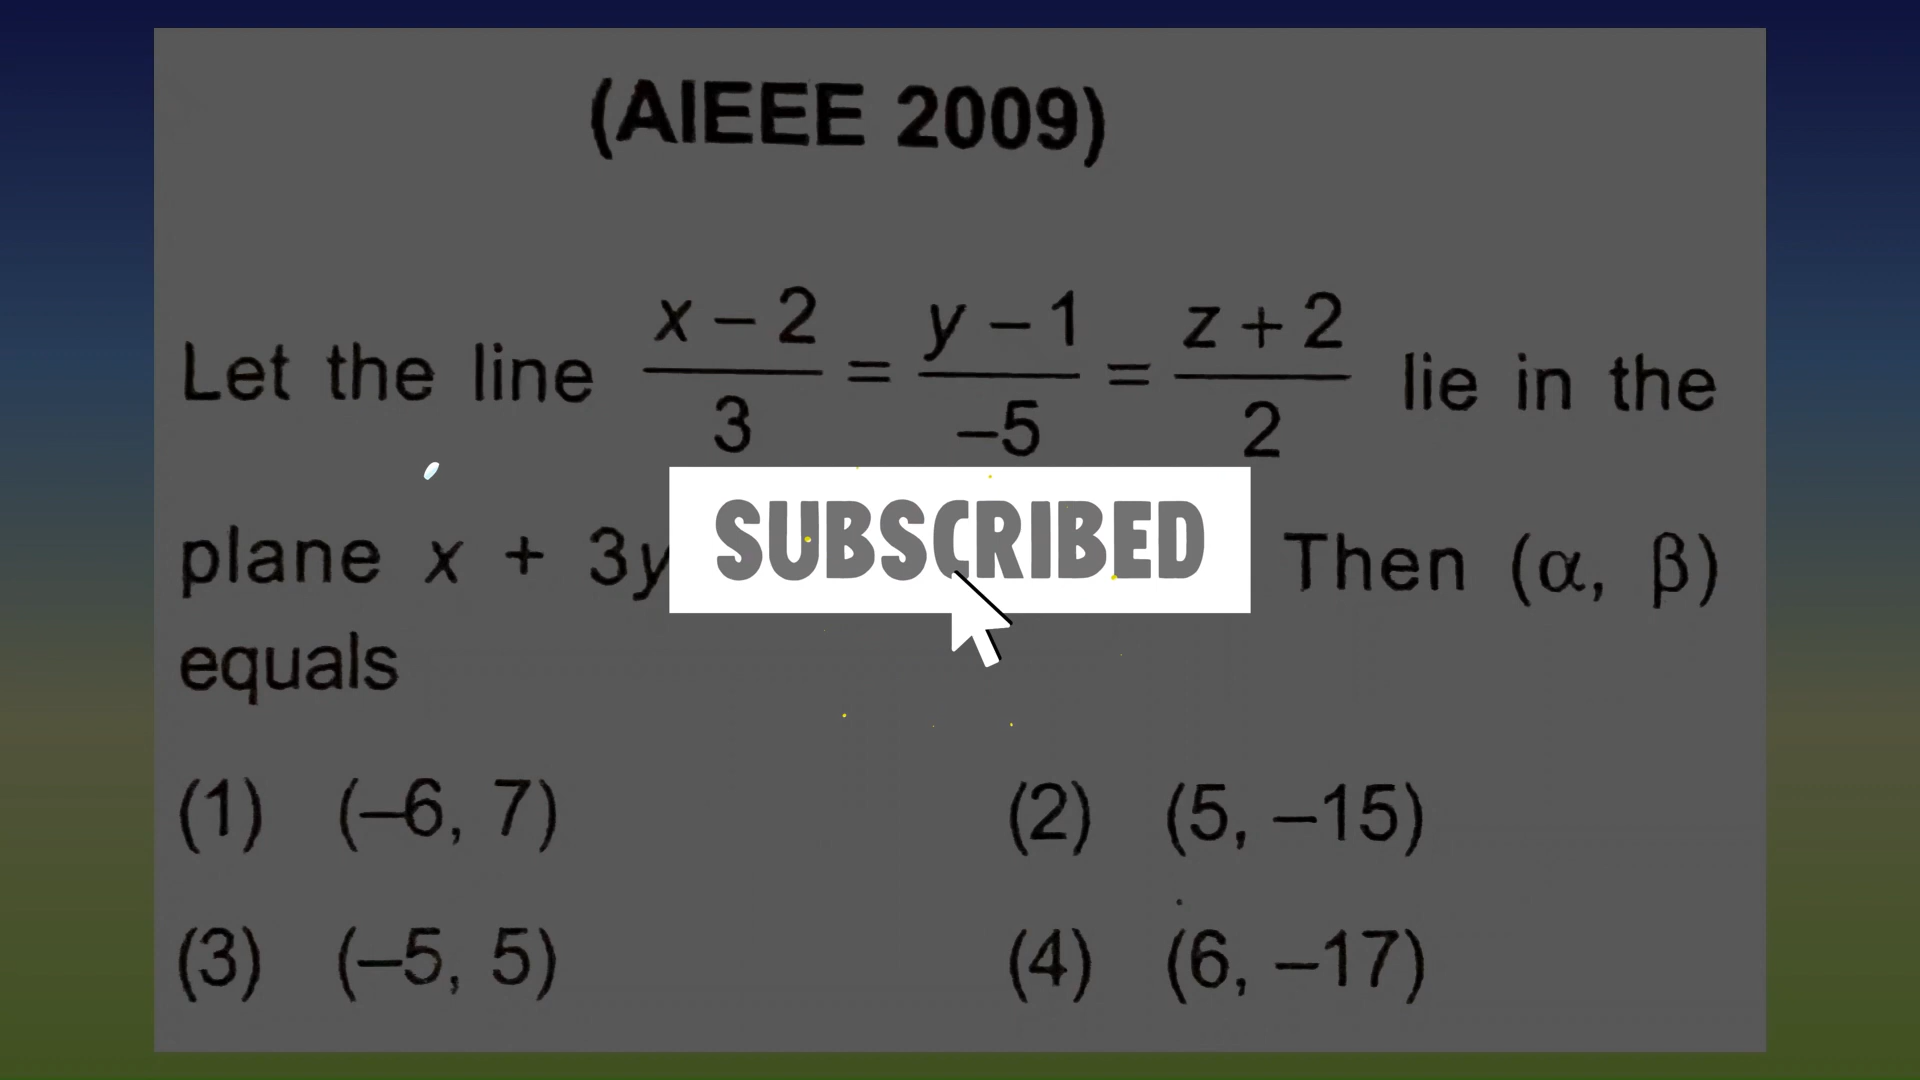 (AIEEE 2009)
Let the line x – 2 / 3 = y – 1 / –5 = z + 2 / 2 lie in the
plane x + 3y SUBSCRIBED Then (α, β)
equals
(1) (–6, 7) (2) (5, –15)
(3) (–5, 5) (4) (6, –17)